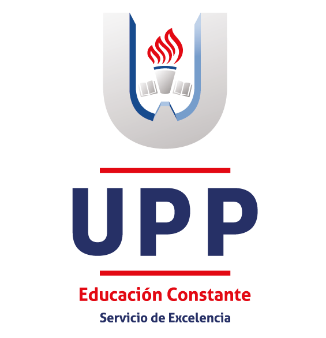 UPP
Educación Constante
Servicio de Excelencia